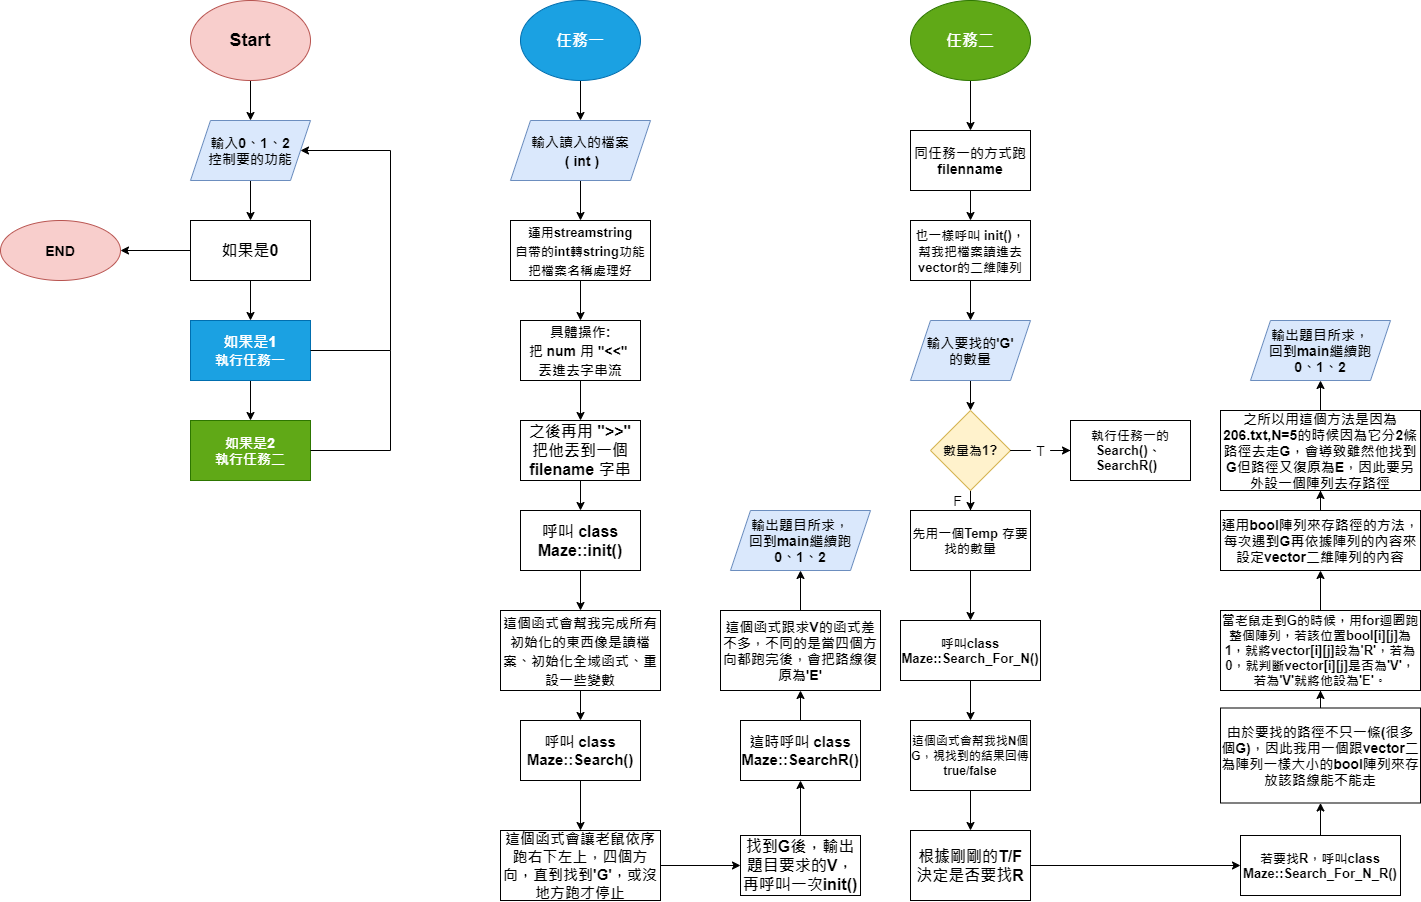 Start
輸入0、1、2
控制要的功能
如果是0
END
如果是1
執行任務一
如果是2
執行任務二
任務一
輸入讀入的檔案
( int )
運用streamstring
自帶的int轉string功能
把檔案名稱處理好
具體操作:
把 num 用 "<<"
丟進去字串流
之後再用 ">>"
把他丟到一個
filename 字串
呼叫 class
Maze::init()
這個函式會幫我完成所有
初始化的東西像是讀檔
案、初始化全域函式、重
設一些變數
呼叫 class
Maze::Search()
這個函式會讓老鼠依序
跑右下左上，四個方
向，直到找到'G'，或沒
地方跑才停止
找到G後，輸出
題目要求的V，
再呼叫一次init()
這時呼叫 class
Maze::SearchR()
這個函式跟求V的函式差
不多，不同的是當四個方
向都跑完後，會把路線復
原為'E'
輸出題目所求，
回到main繼續跑
0、1、2
任務二
同任務一的方式跑
filenname
也一樣呼叫 init()，
幫我把檔案讀進去
vector的二維陣列
輸入要找的'G'
的數量
數量為1?
T
執行任務一的
Search()、
SearchR()
F
先用一個Temp 存要
找的數量
呼叫class
Maze::Search_For_N()
這個函式會幫我找N個
G，視找到的結果回傳
true/false
根據剛剛的T/F
決定是否要找R
若要找R，呼叫class
Maze::Search_For_N_R()
由於要找的路徑不只一條(很多
個G)，因此我用一個跟vector二
為陣列一樣大小的bool陣列來存
放該路線能不能走
當老鼠走到G的時候，用for迴圈跑
整個陣列，若該位置bool[i][j]為
1，就將vector[i][j]設為'R'，若為
0，就判斷vector[i][j]是否為'V'，
若為'V'就將他設為'E'。
運用bool陣列來存路徑的方法，
每次遇到G再依據陣列的內容來
設定vector二維陣列的內容
之所以用這個方法是因為
206.txt,N=5的時候因為它分2條
路徑去走G，會導致雖然他找到
G但路徑又復原為E，因此要另
外設一個陣列去存路徑
輸出題目所求，
回到main繼續跑
0、1、2